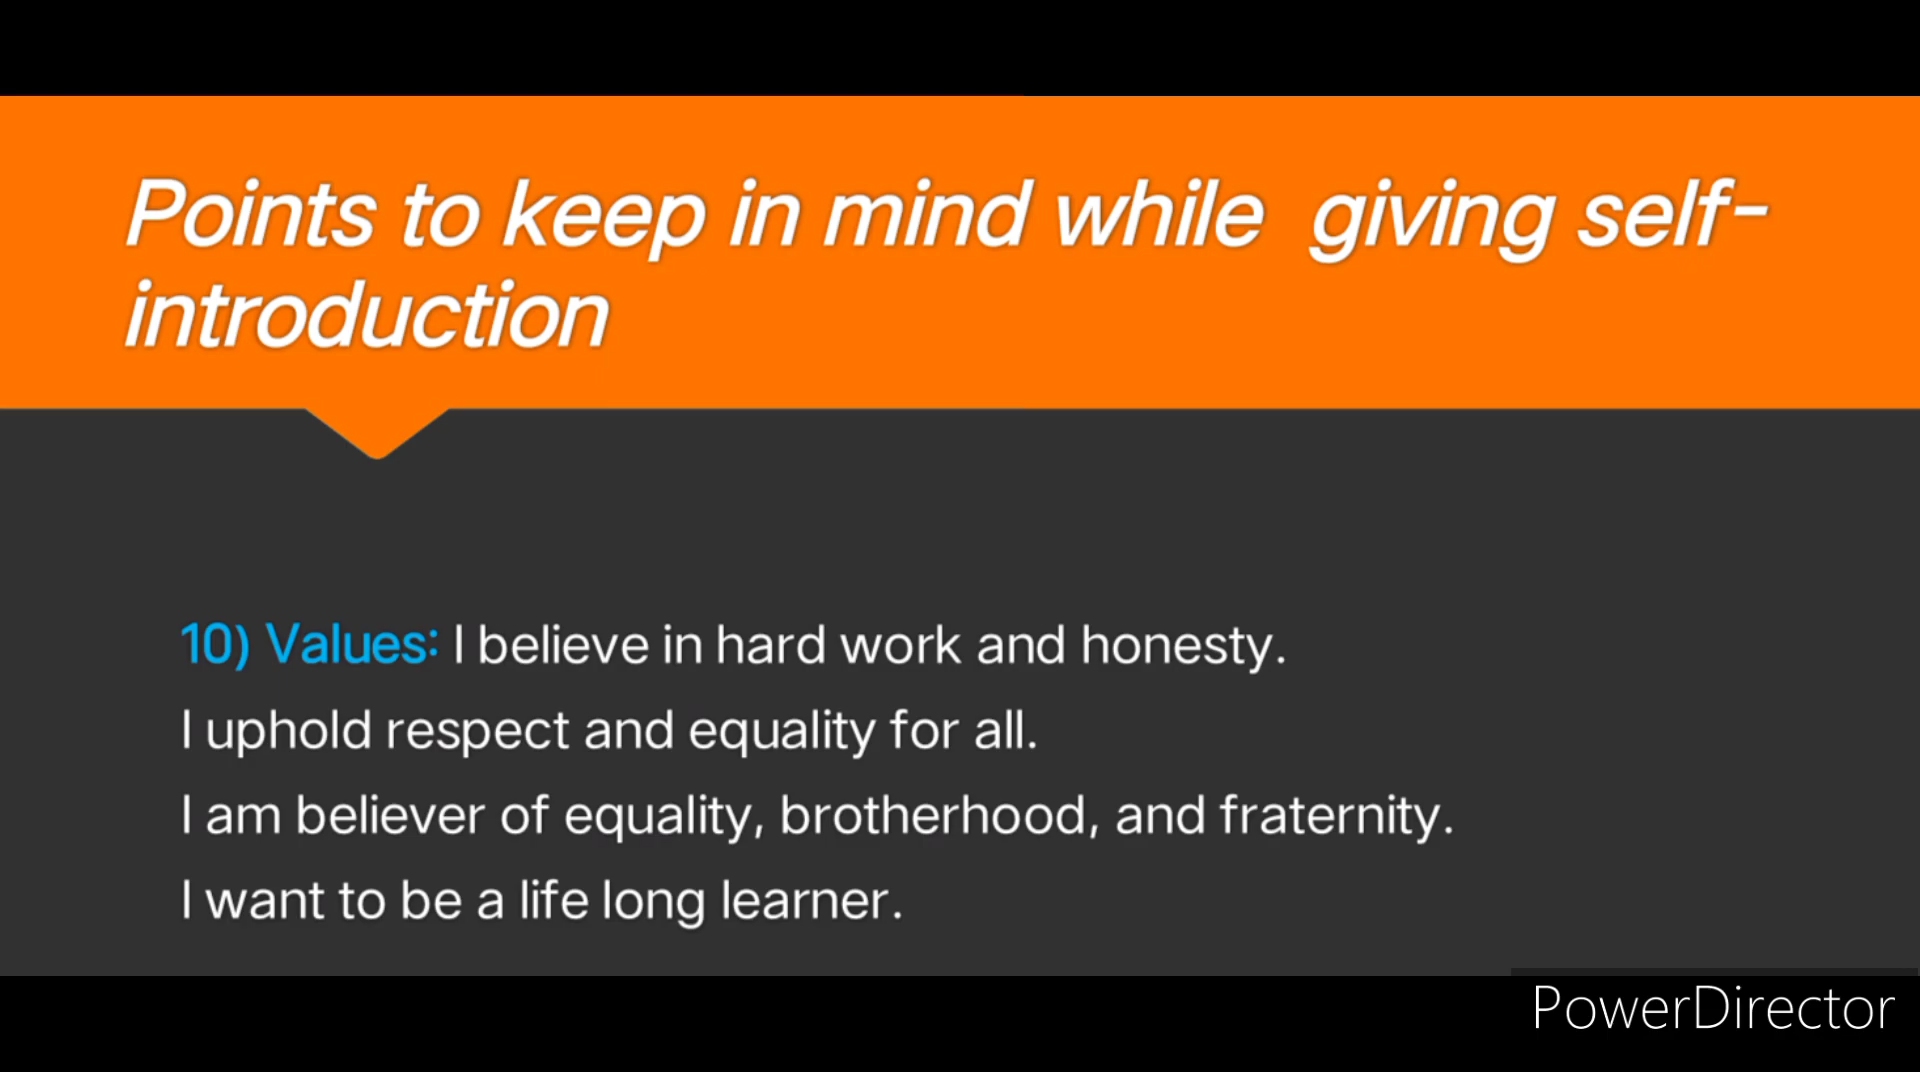 Points to keep in mind while giving self-
introduction
10) Values: I believe in hard work and honesty.
I uphold respect and equality for all.
I am believer of equality, brotherhood, and fraternity.
I want to be a life long learner.
PowerDirector